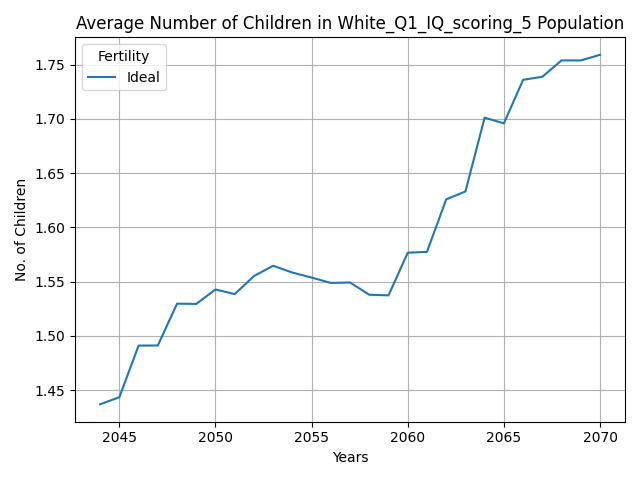 Average Number of Children in White_Q1_IQ_scoring_5 Population
Fertility
Ideal
No. of Children
1.75
1.70
1.65
1.60
1.55
1.50
1.45
2045
2050
2055
2060
2065
2070
Years